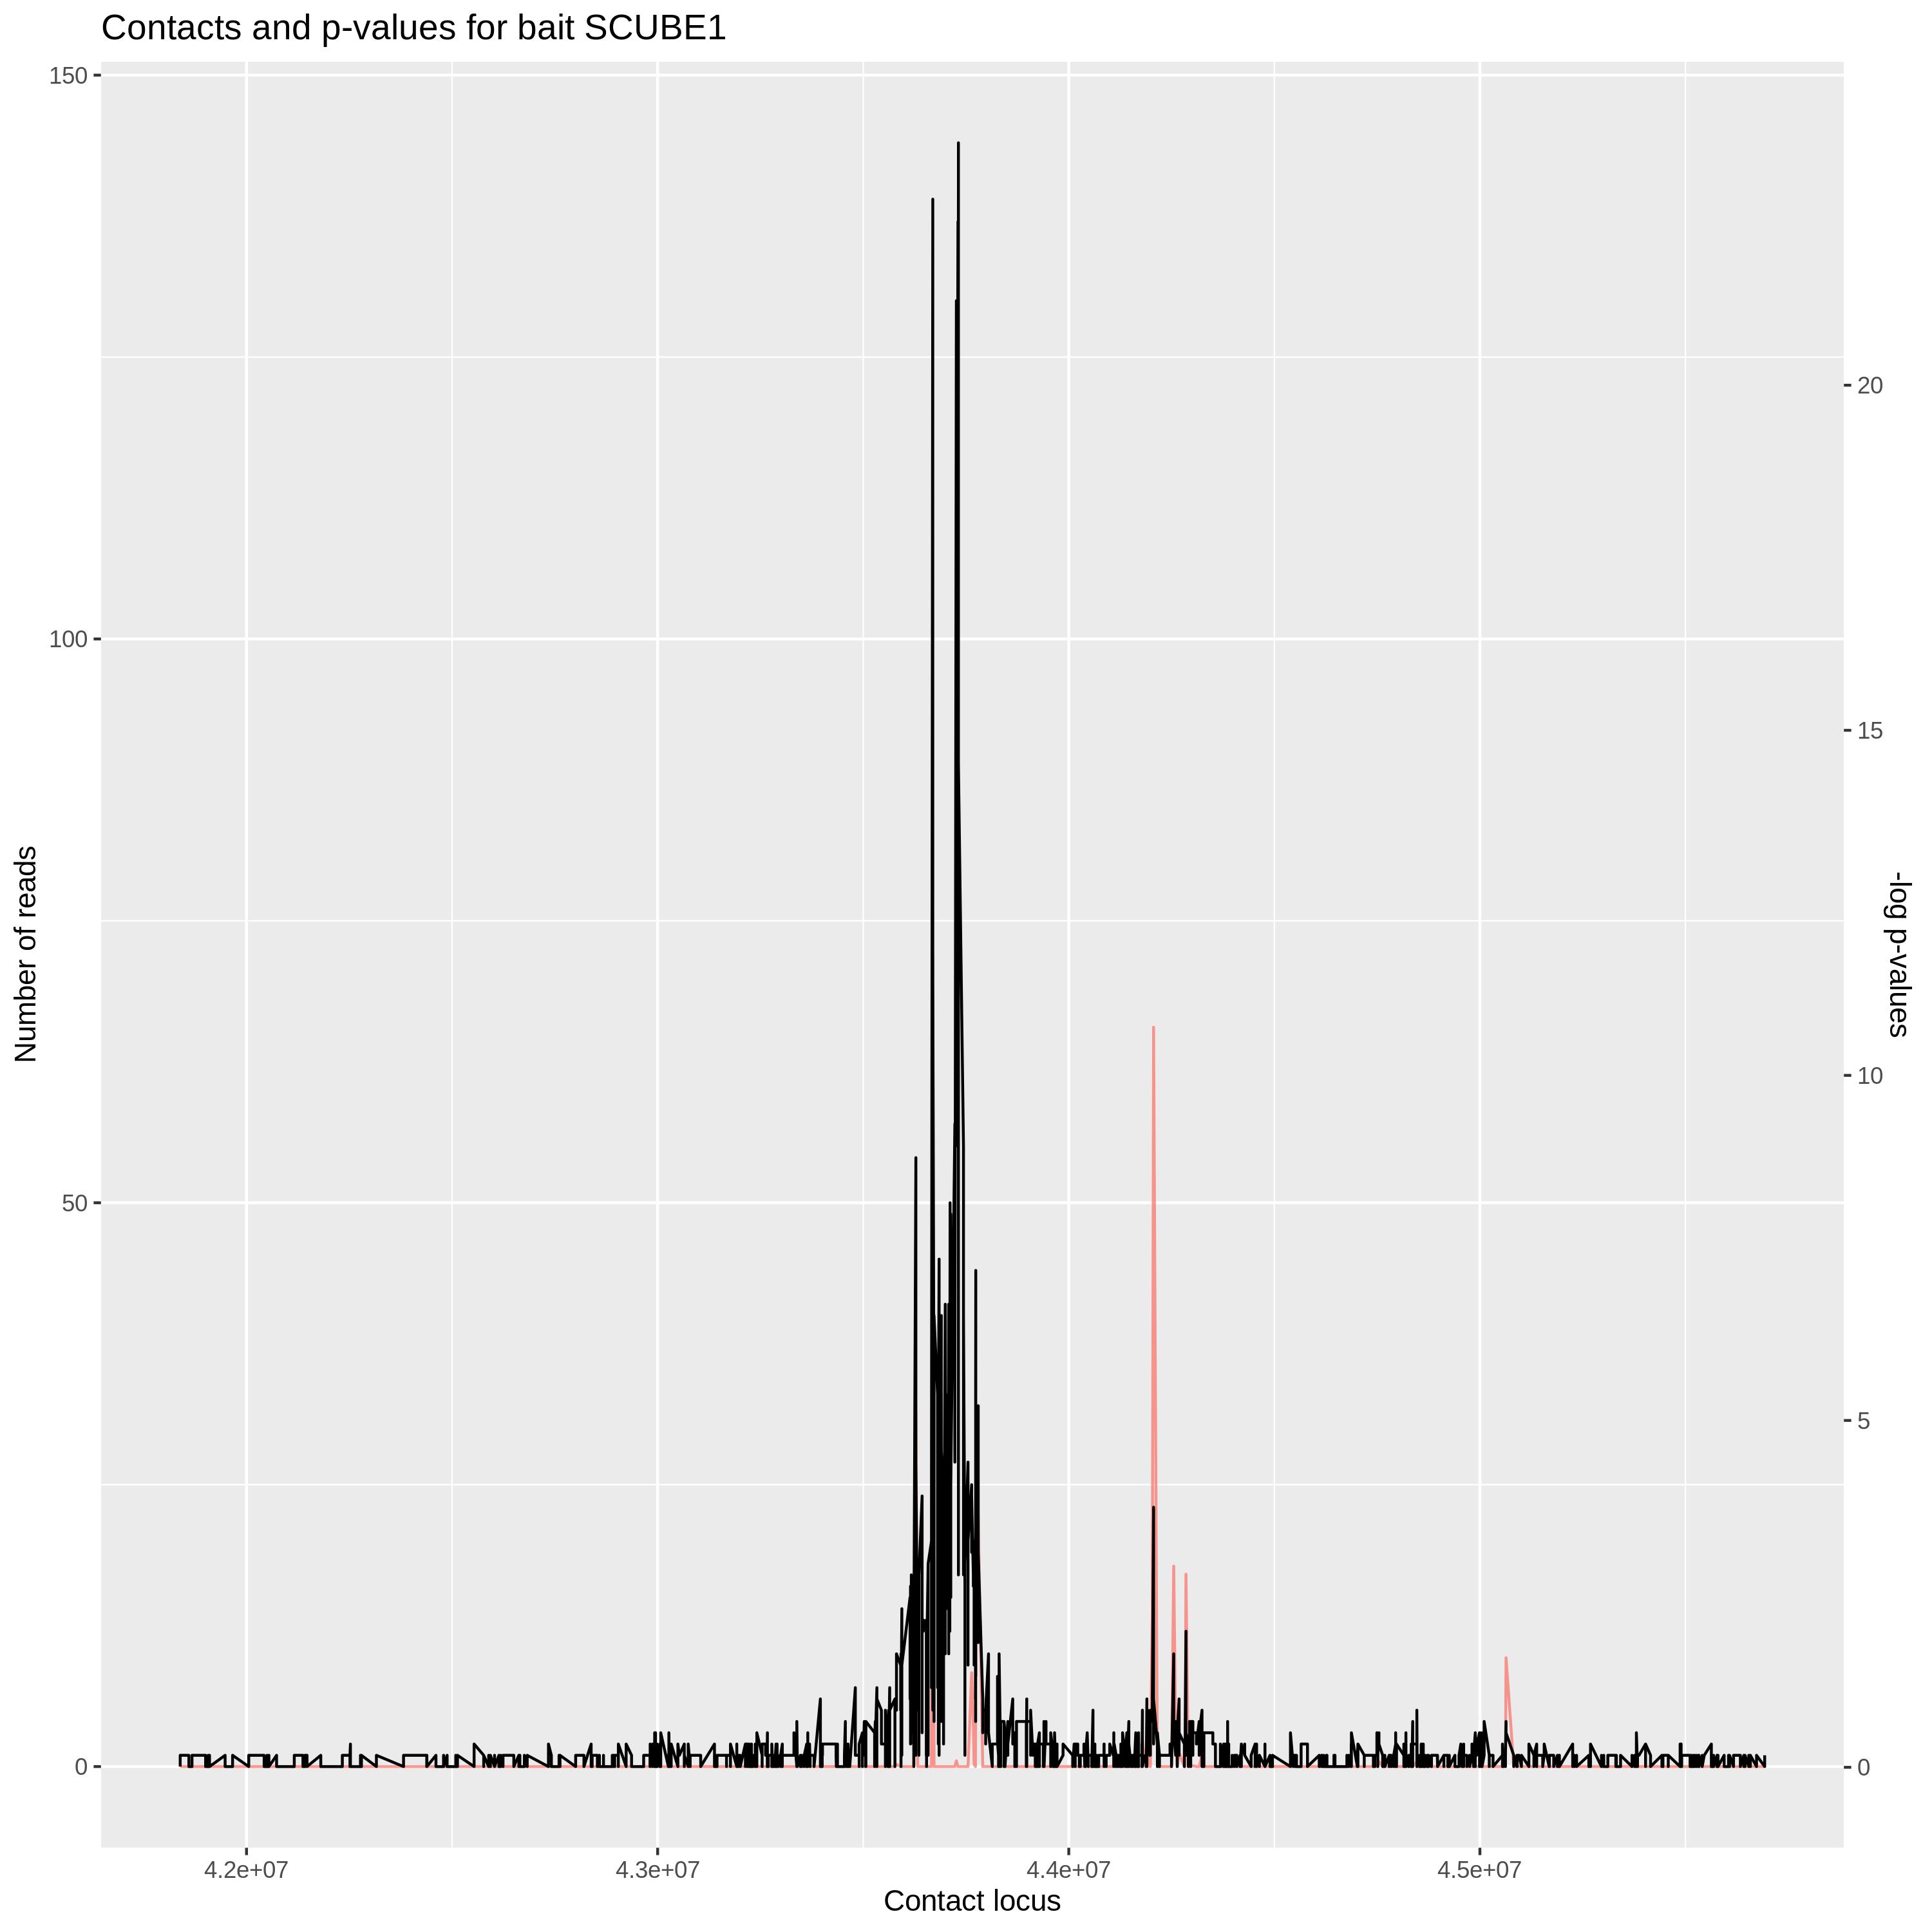 Contacts and p-values for bait SCUBE1
150
100
50
0
Number of reads
20
15
10
5
0
-log p-values
4.2e+07
4.3e+07
4.4e+07
4.5e+07
Contact locus